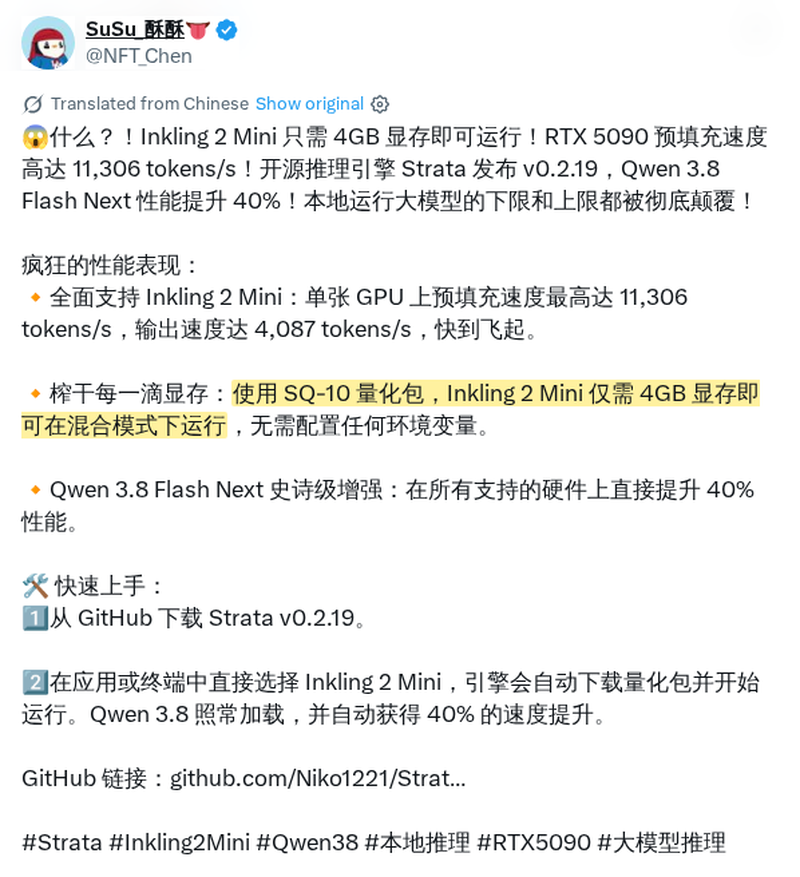 SuSu_酥酥👅
@NFT_Chen
Translated from Chinese Show original
😱什么？！Inkling 2 Mini 只需 4GB 显存即可运行！RTX 5090 预填充速度
高达 11,306 tokens/s！开源推理引擎 Strata 发布 v0.2.19，Qwen 3.8
Flash Next 性能提升 40%！本地运行大模型的下限和上限都被彻底颠覆！
疯狂的性能表现：
🔸全面支持 Inkling 2 Mini：单张 GPU 上预填充速度最高达 11,306
tokens/s，输出速度达 4,087 tokens/s，快到飞起。
🔸榨干每一滴显存：使用 SQ-10 量化包，Inkling 2 Mini 仅需 4GB 显存即
可在混合模式下运行，无需配置任何环境变量。
🔸Qwen 3.8 Flash Next 史诗级增强：在所有支持的硬件上直接提升 40%
性能。
🛠️ 快速上手：
1️⃣从 GitHub 下载 Strata v0.2.19。
2️⃣在应用或终端中直接选择 Inkling 2 Mini，引擎会自动下载量化包并开始
运行。Qwen 3.8 照常加载，并自动获得 40% 的速度提升。
GitHub 链接：github.com/Niko1221/Strat...
#Strata #Inkling2Mini #Qwen38 #本地推理 #RTX5090 #大模型推理